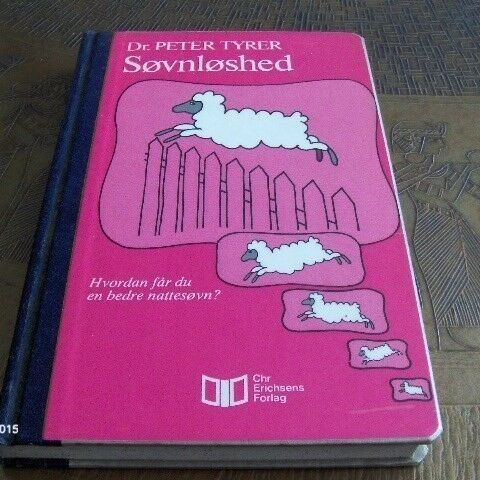 Dr. PETER TYRER
Søvnløshed
Hvordan får du
en bedre nattesøvn?
Chr
Erichsens
Forlag
015